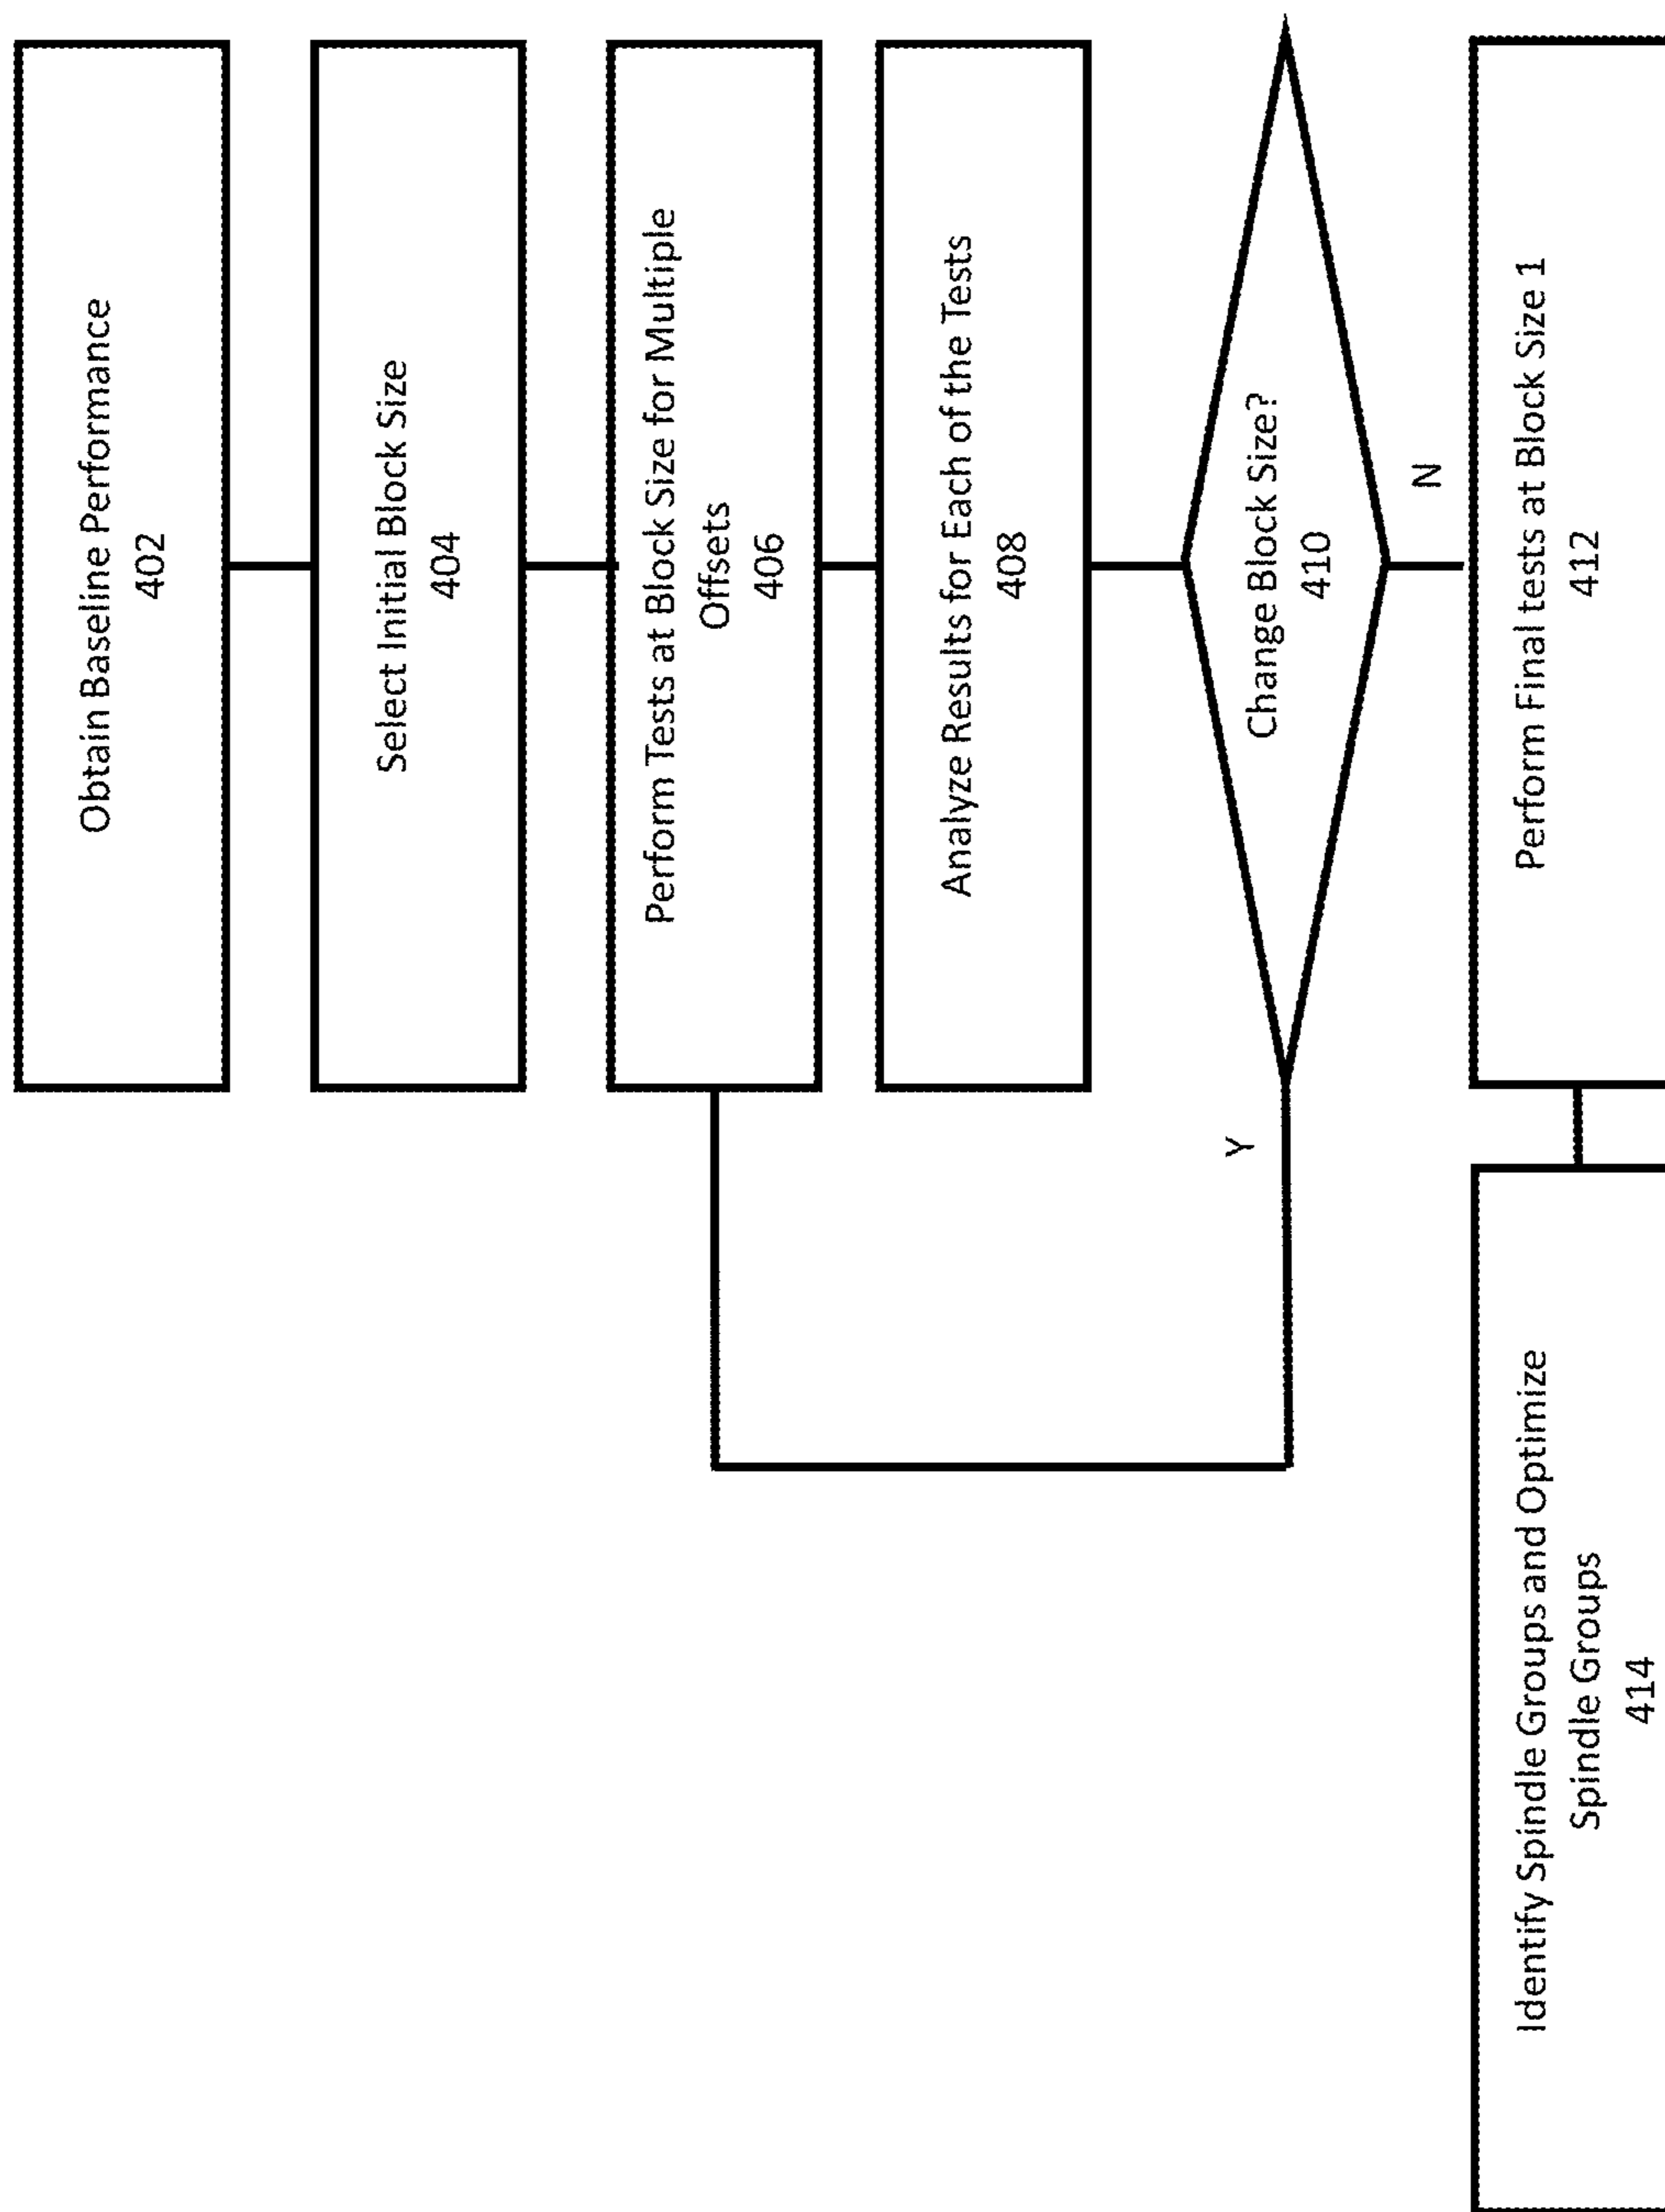 Obtain Baseline Performance
402
Select Initial Block Size
404
Perform Tests at Block Size for Multiple
Offsets
406
Analyze Results for Each of the Tests
408
Change Block Size?
410
Y
N
Perform Final tests at Block Size 1
412
Identify Spindle Groups and Optimize
Spindle Groups
414